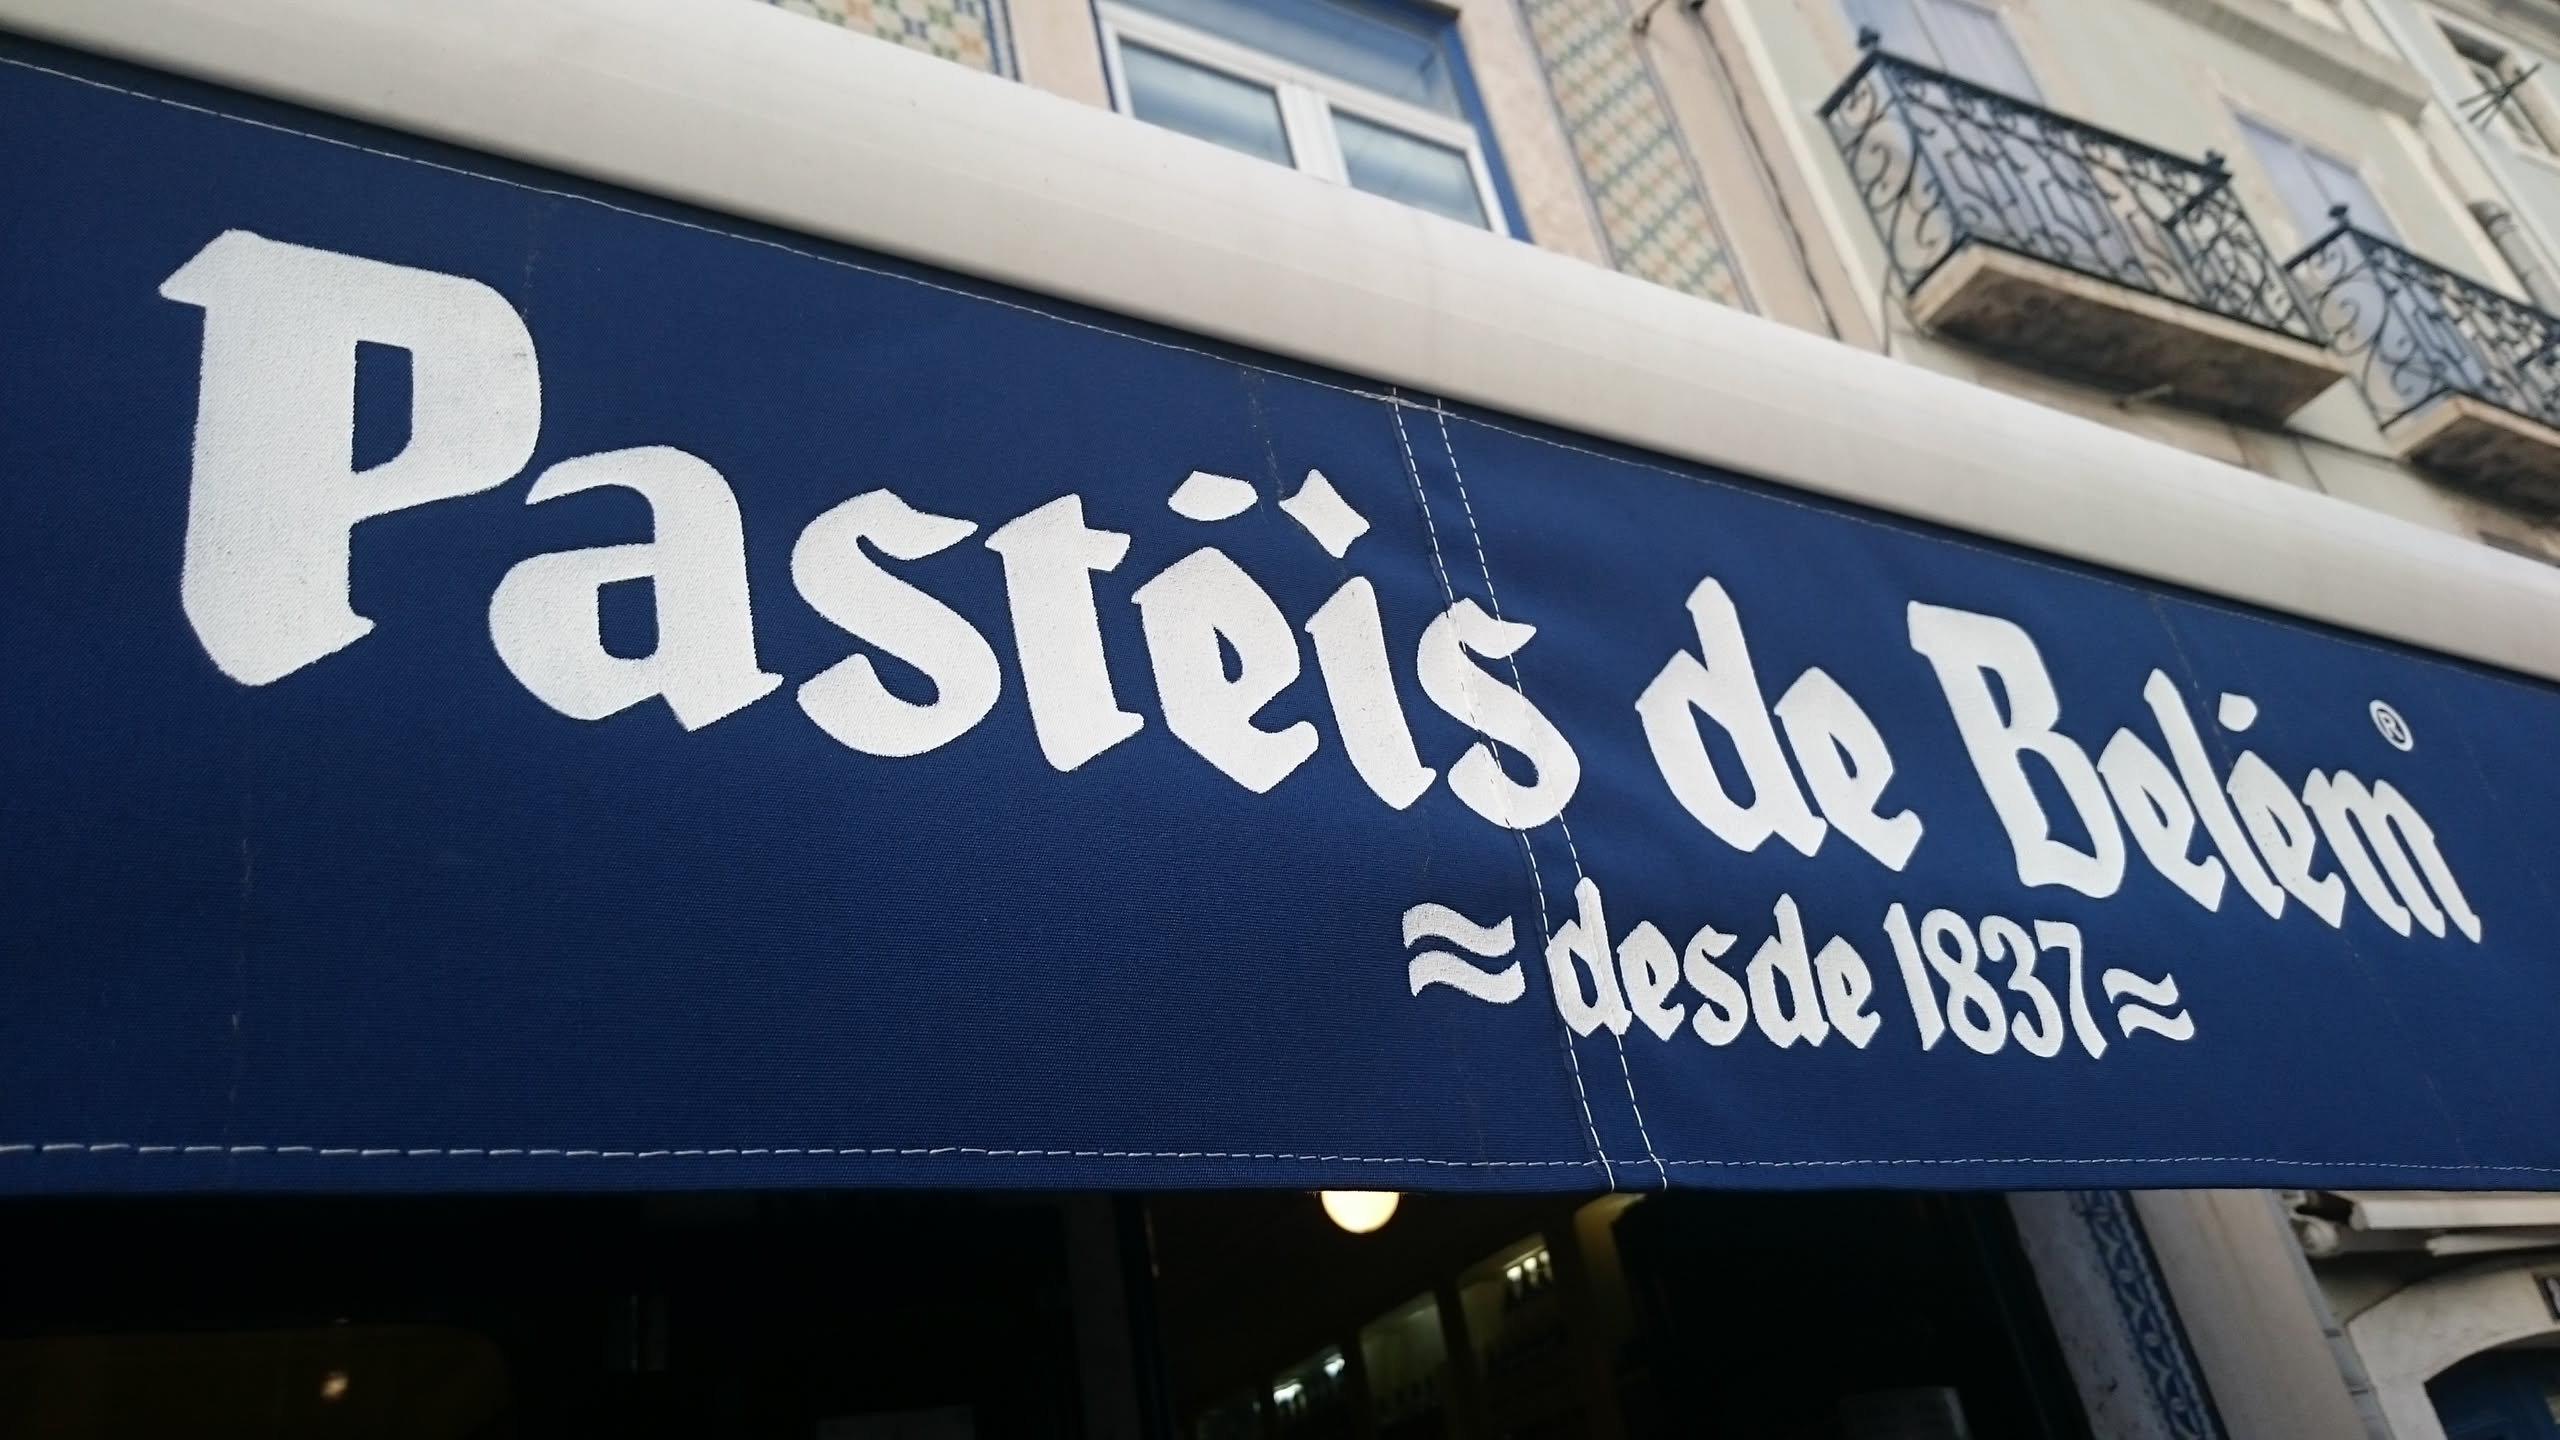 Pastéis de Belém®
≈desde 1837≈